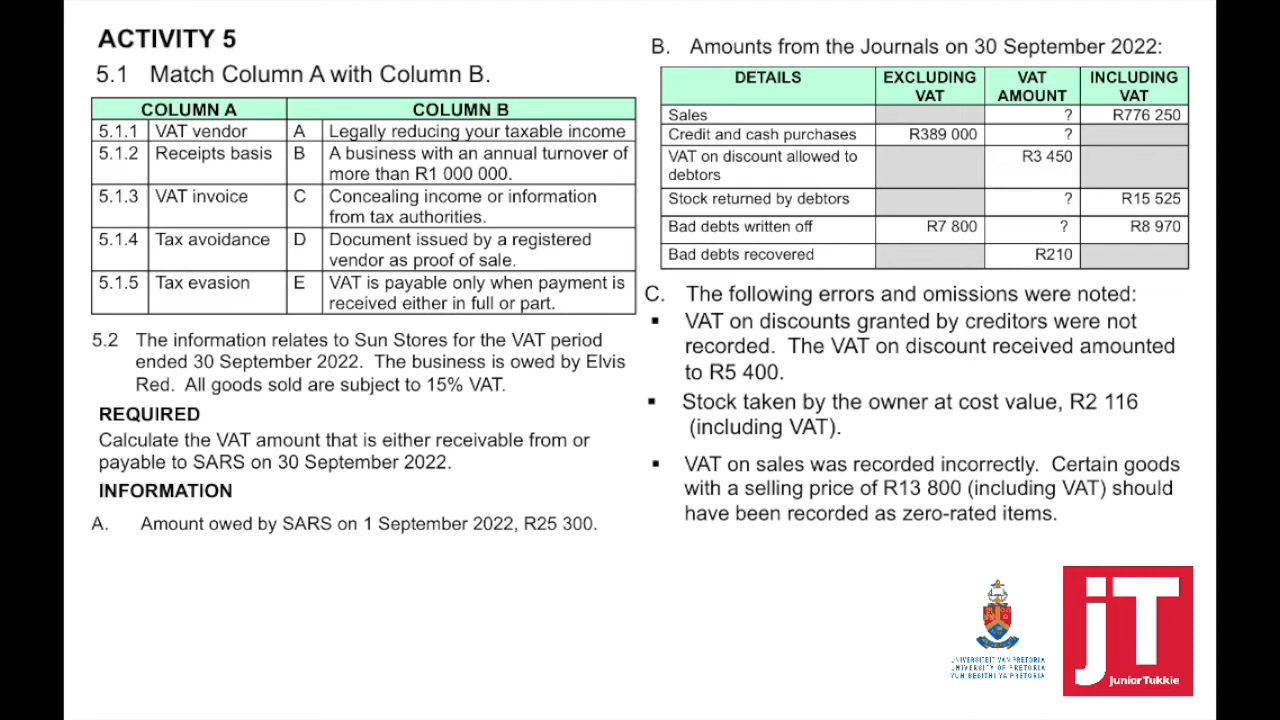 ACTIVITY 5
5.1 Match Column A with Column B.
COLUMN A COLUMN B
5.1.1 VAT vendor A Legally reducing your taxable income
5.1.2 Receipts basis B A business with an annual turnover of
more than R1 000 000.
5.1.3 VAT invoice C Concealing income or information
from tax authorities.
5.1.4 Tax avoidance D Document issued by a registered
vendor as proof of sale.
5.1.5 Tax evasion E VAT is payable only when payment is
received either in full or part.
5.2 The information relates to Sun Stores for the VAT period
ended 30 September 2022. The business is owed by Elvis
Red. All goods sold are subject to 15% VAT.
REQUIRED
Calculate the VAT amount that is either receivable from or
payable to SARS on 30 September 2022.
INFORMATION
A. Amount owed by SARS on 1 September 2022, R25 300.
B. Amounts from the Journals on 30 September 2022:
DETAILS EXCLUDING VAT INCLUDING
VAT AMOUNT VAT
Sales ? R776 250
Credit and cash purchases R389 000 ?
VAT on discount allowed to R3 450
debtors
Stock returned by debtors ? R15 525
Bad debts written off R7 800 ? R8 970
Bad debts recovered R210
C. The following errors and omissions were noted:
▪ VAT on discounts granted by creditors were not
recorded. The VAT on discount received amounted
to R5 400.
▪ Stock taken by the owner at cost value, R2 116
(including VAT).
▪ VAT on sales was recorded incorrectly. Certain goods
with a selling price of R13 800 (including VAT) should
have been recorded as zero-rated items.
UNIVERSITEIT VAN PRETORIA
UNIVERSITY OF PRETORIA
YUNIBESITHI YA PRETORIA
jT
JuniorTukkie